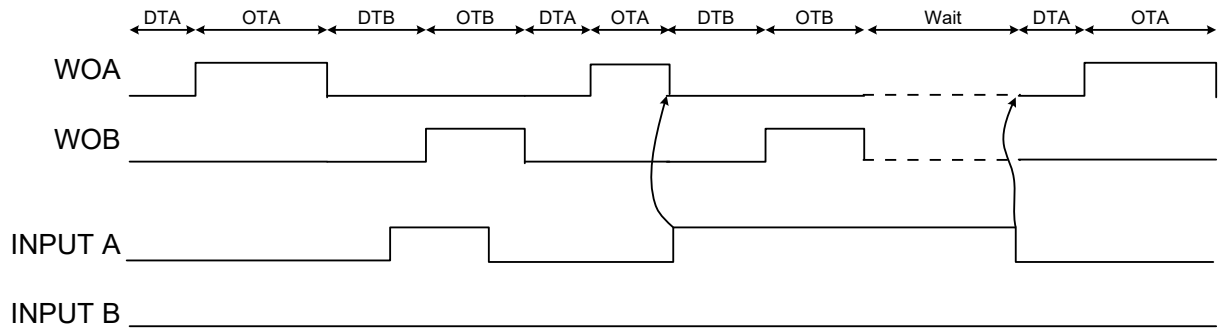 DTA OTA DTB OTB DTA OTA DTB OTB Wait DTA OTA
WOA
WOB
INPUT A
INPUT B